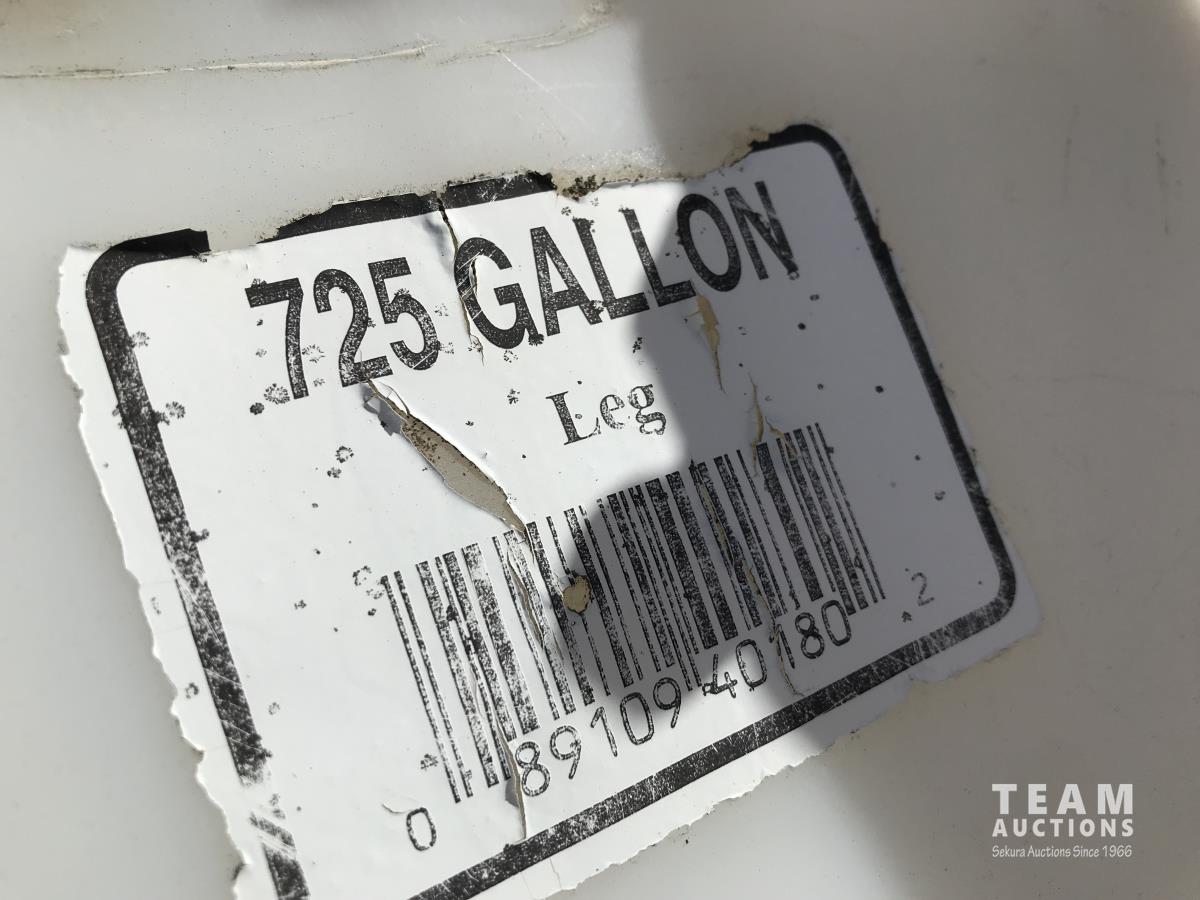 725 GALLON
Leg
0 89109 40180 2
TEAM
AUCTIONS
Sekura Auctions Since 1966